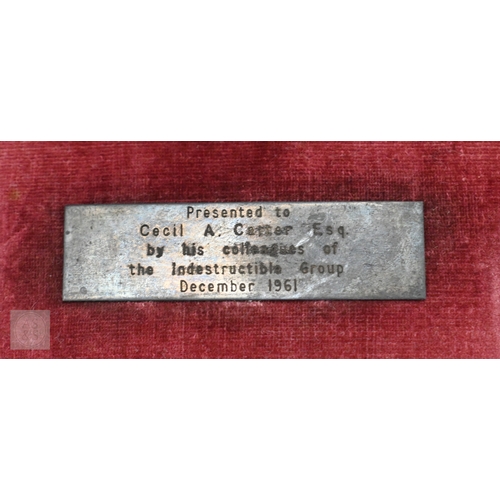 Presented to
Cecil A. Carter Esq.
by his colleagues of
the Indestructible Group
December 1961